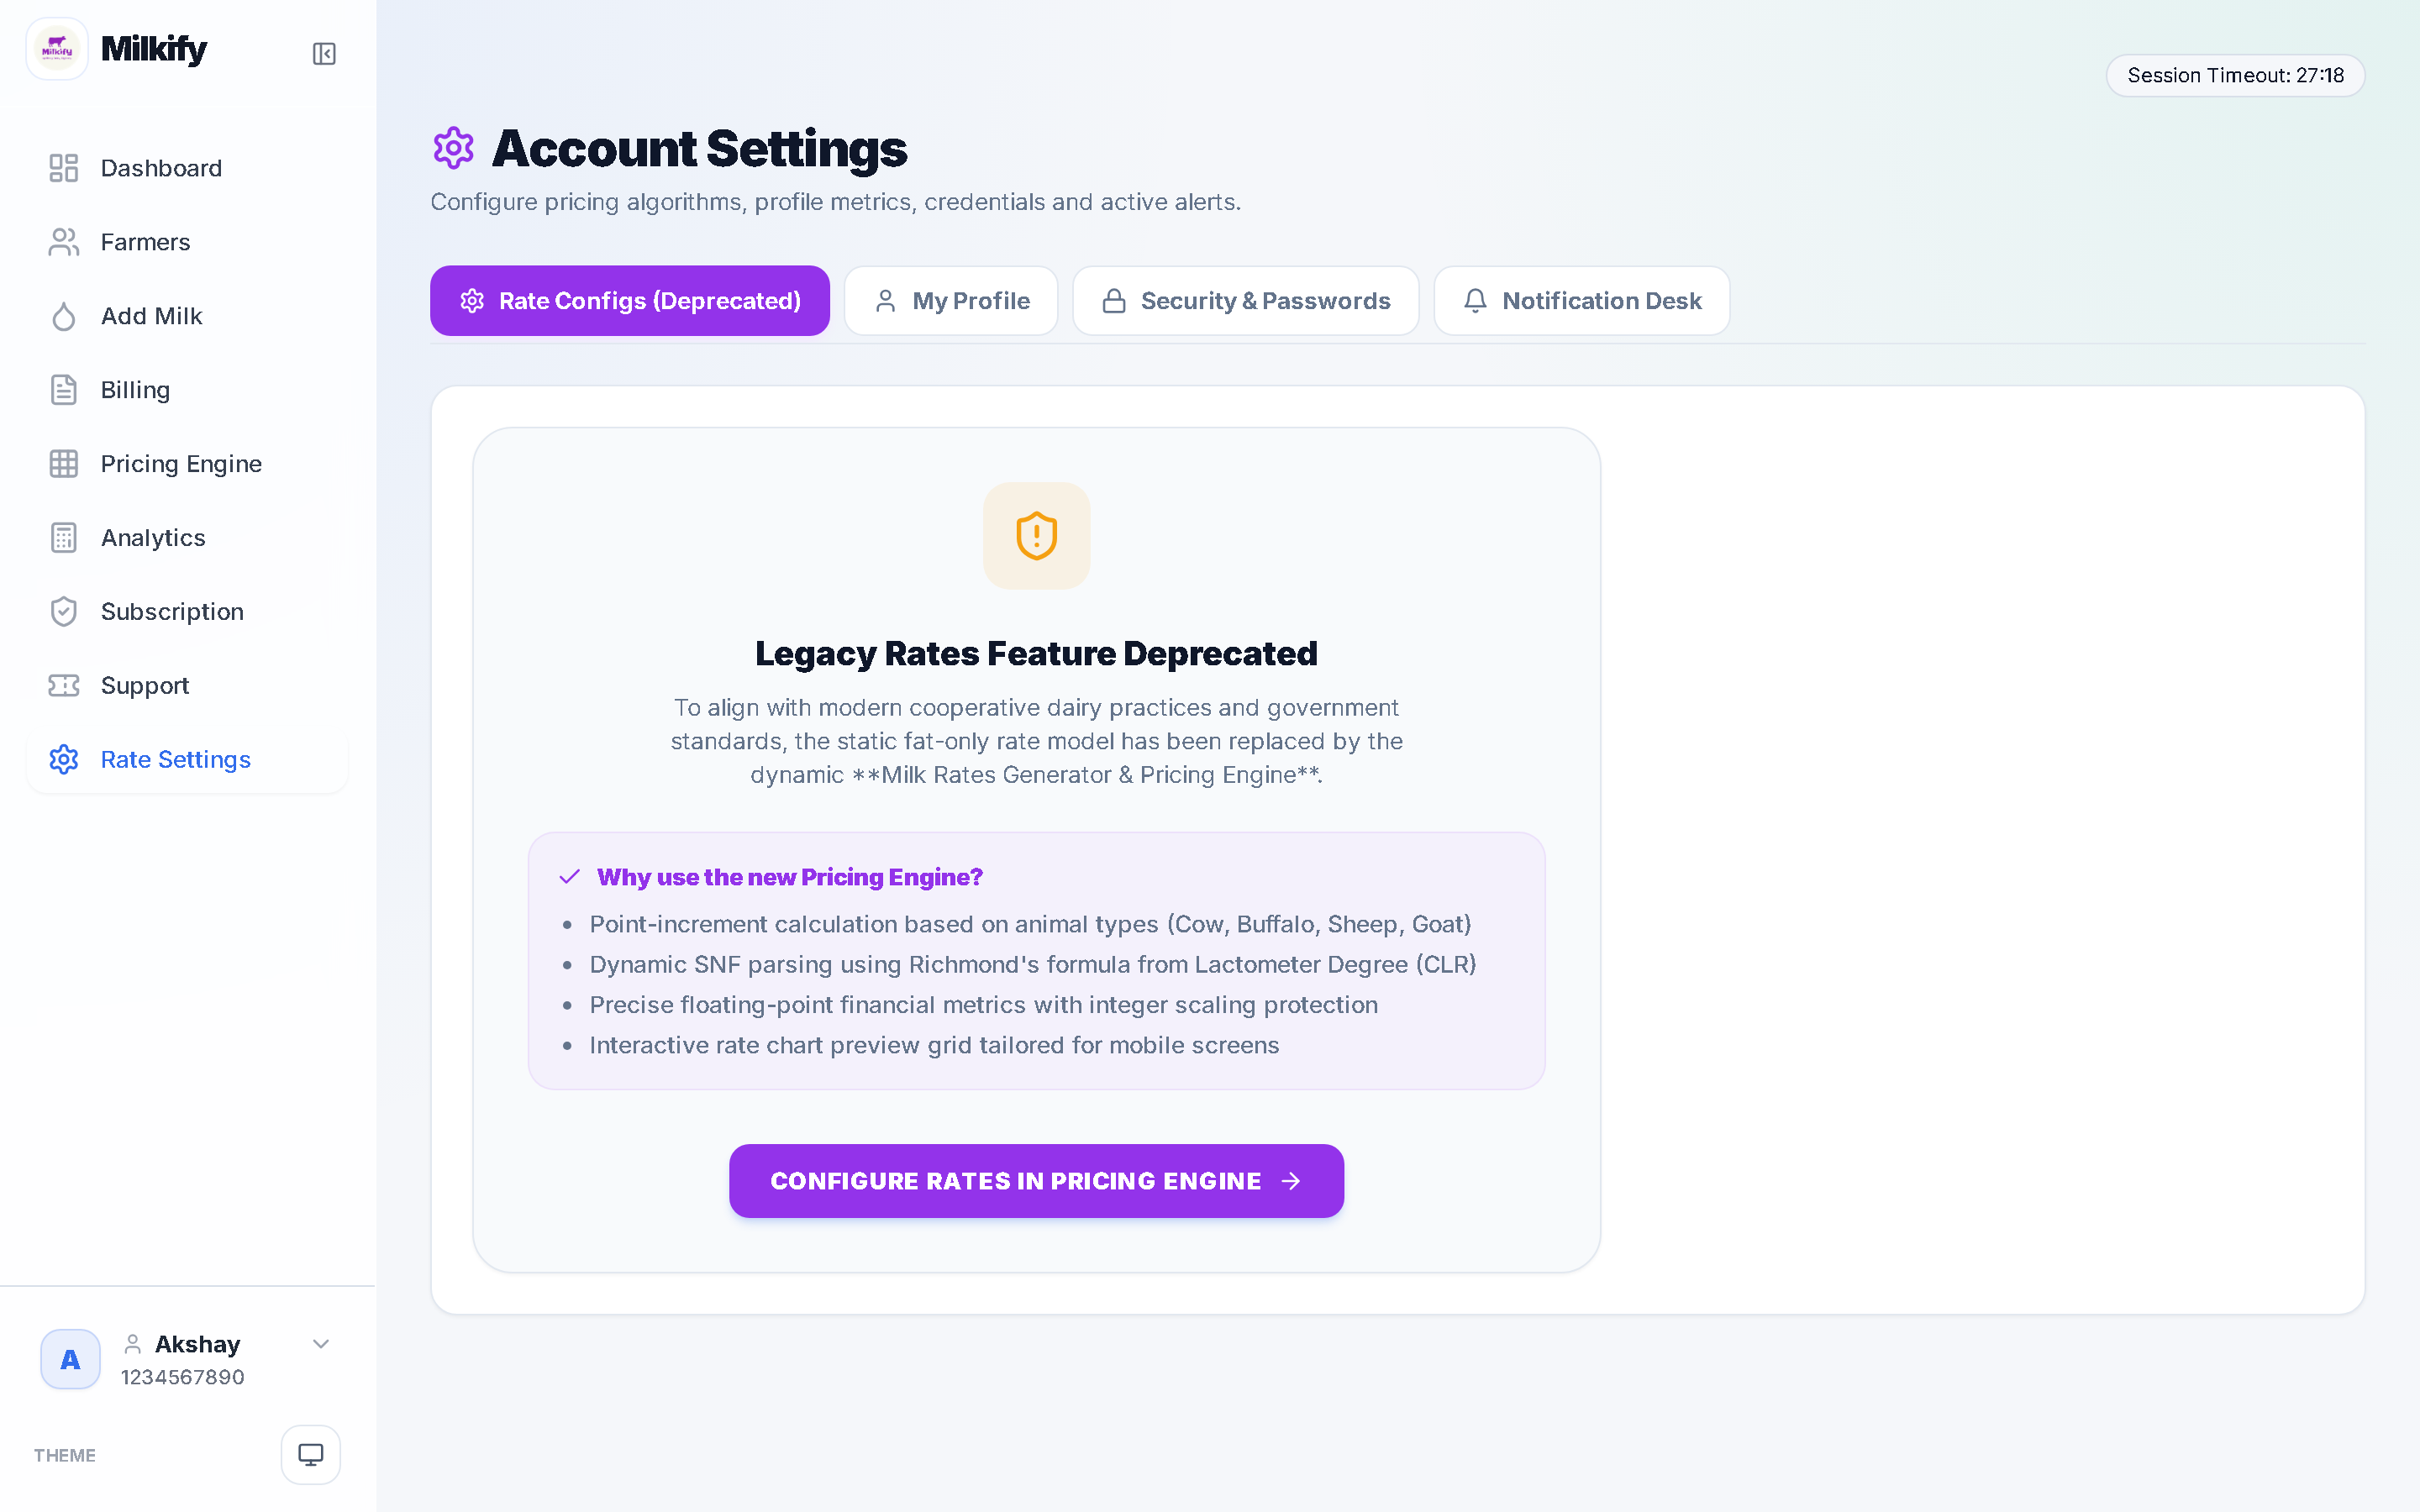 Milkify
Milkify
Session Timeout: 27:18
Dashboard
Farmers
Add Milk
Billing
Pricing Engine
Analytics
Subscription
Support
Rate Settings
Account Settings
Configure pricing algorithms, profile metrics, credentials and active alerts.
Rate Configs (Deprecated)
My Profile
Security & Passwords
Notification Desk
Legacy Rates Feature Deprecated
To align with modern cooperative dairy practices and government
standards, the static fat-only rate model has been replaced by the
dynamic **Milk Rates Generator & Pricing Engine**.
Why use the new Pricing Engine?
• Point-increment calculation based on animal types (Cow, Buffalo, Sheep, Goat)
• Dynamic SNF parsing using Richmond's formula from Lactometer Degree (CLR)
• Precise floating-point financial metrics with integer scaling protection
• Interactive rate chart preview grid tailored for mobile screens
CONFIGURE RATES IN PRICING ENGINE
A
Akshay
1234567890
THEME